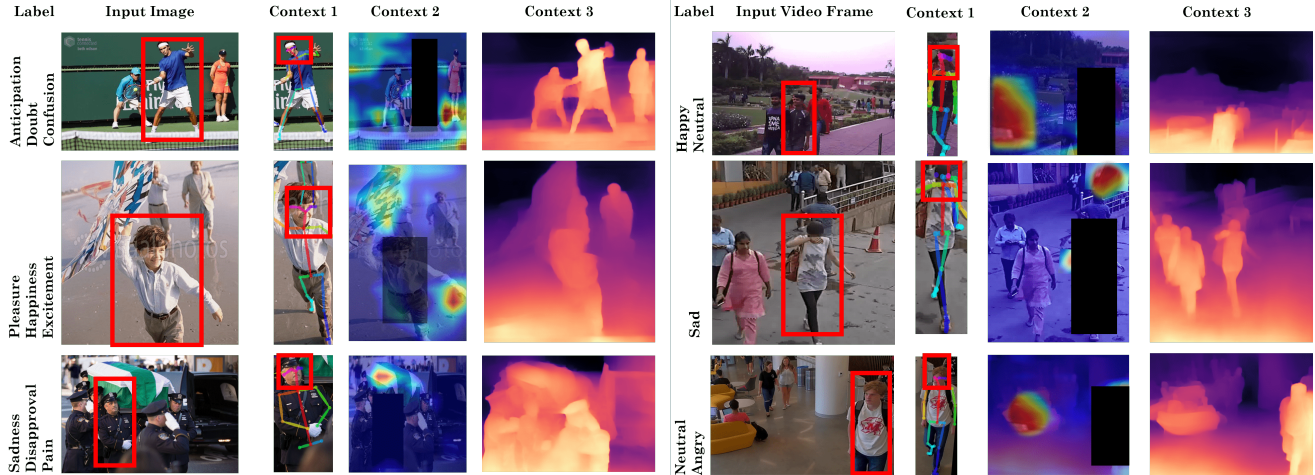 Label Input Image Context 1 Context 2 Context 3
Anticipation
Doubt
Confusion
Pleasure
Happiness
Excitement
Sadness
Disapproval
Pain
Label Input Video Frame Context 1 Context 2 Context 3
Happy
Neutral
Sad
Neutral
Angry